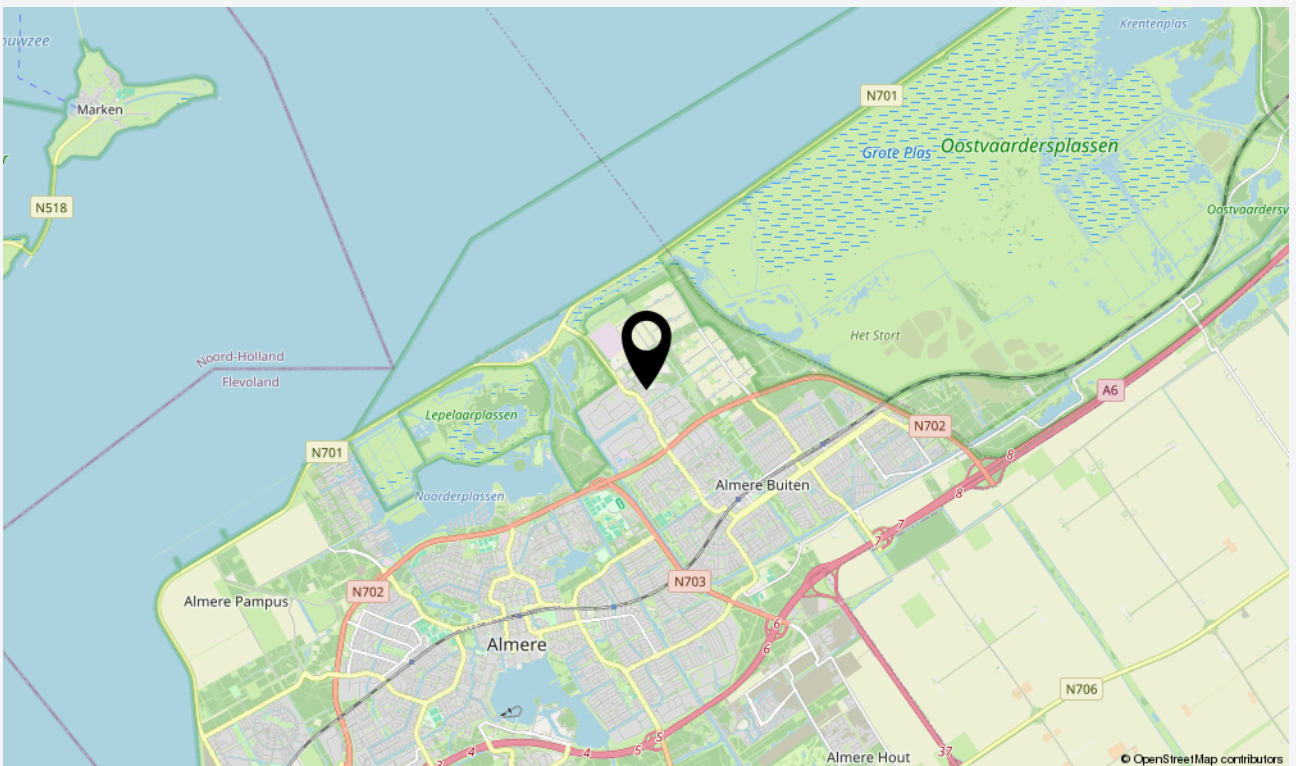 Krentenplas
ouwzee
N701
Marken
Grote Plas
Oostvaardersplassen
N518
Oostvaardersv
Het Stort
Noord-Holland
Flevoland
A6
Lepelaarplassen
N702
N701
8
Almere Buiten
Noorderplassen
8
7
7
N703
N702
Almere Pampus
6
Almere
6
N706
5
5
4
4
37
Almere Hout
© OpenStreetMap contributors